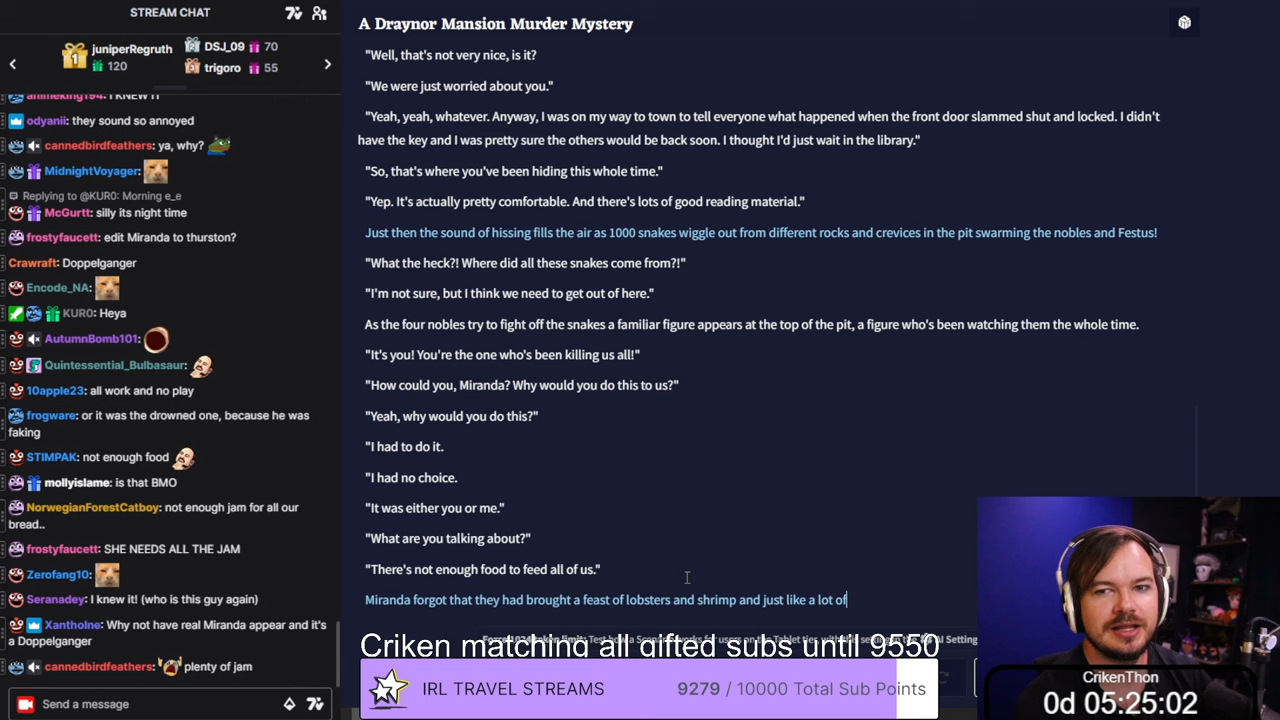 STREAM CHAT
juniperRegruth
120
DSJ_09 70
trigoro 55
animeking194: I KNEW IT
odyanii: they sound so annoyed
cannedbirdfeathers: ya, why?
MidnightVoyager:
Replying to @KUR0: Morning e_e
McGurtt: silly its night time
frostyfaucett: edit Miranda to thurston?
Crawraft: Doppelganger
Encode_NA:
KUR0: Heya
AutumnBomb101:
Quintessential_Bulbasaur:
10apple23: all work and no play
frogware: or it was the drowned one, because he was
faking
STIMPAK: not enough food
mollyislame: is that BMO
NorwegianForestCatboy: not enough jam for all our
bread..
frostyfaucett: SHE NEEDS ALL THE JAM
Zerofang10:
Seranadey: I knew it! (who is this guy again)
Xantholne: Why not have real Miranda appear and it's
a Doppelganger
cannedbirdfeathers: plenty of jam
Send a message
A Draynor Mansion Murder Mystery
"Well, that's not very nice, is it?
"We were just worried about you."
"Yeah, yeah, whatever. Anyway, I was on my way to town to tell everyone what happened when the front door slammed shut and locked. I didn't
have the key and I was pretty sure the others would be back soon. I thought I'd just wait in the library."
"So, that's where you've been hiding this whole time."
"Yep. It's actually pretty comfortable. And there's lots of good reading material."
Just then the sound of hissing fills the air as 1000 snakes wiggle out from different rocks and crevices in the pit swarming the nobles and Festus!
"What the heck?! Where did all these snakes come from?!"
"I'm not sure, but I think we need to get out of here."
As the four nobles try to fight off the snakes a familiar figure appears at the top of the pit, a figure who's been watching them the whole time.
"It's you! You're the one who's been killing us all!"
"How could you, Miranda? Why would you do this to us?"
"Yeah, why would you do this?"
"I had to do it.
"I had no choice.
"It was either you or me."
"What are you talking about?"
"There's not enough food to feed all of us."
Miranda forgot that they had brought a feast of lobsters and shrimp and just like a lot of
Criken matching all gifted subs until 9550
IRL TRAVEL STREAMS 9279 / 10000 Total Sub Points
CrikenThon
0d 05:25:02